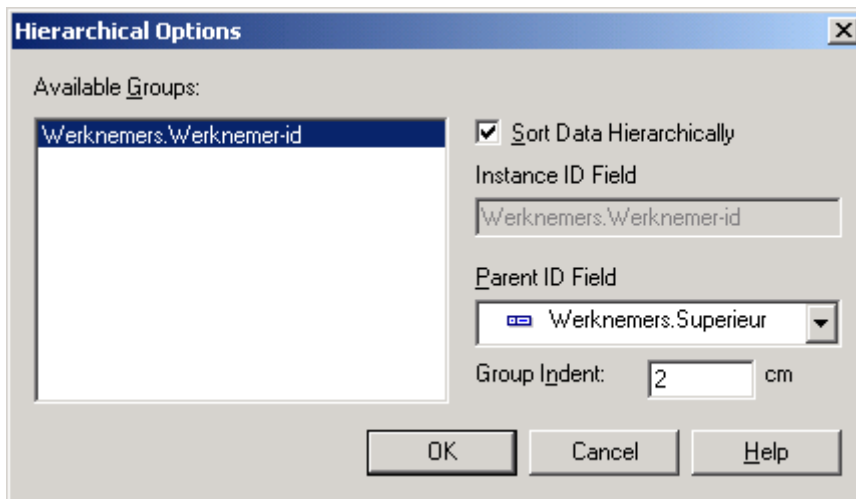 Hierarchical Options
Available Groups:
Werknemers.Werknemer-id
Sort Data Hierarchically
Instance ID Field
Werknemers.Werknemer-id
Parent ID Field
Werknemers.Superieur
Group Indent: 2 cm
OK Cancel Help